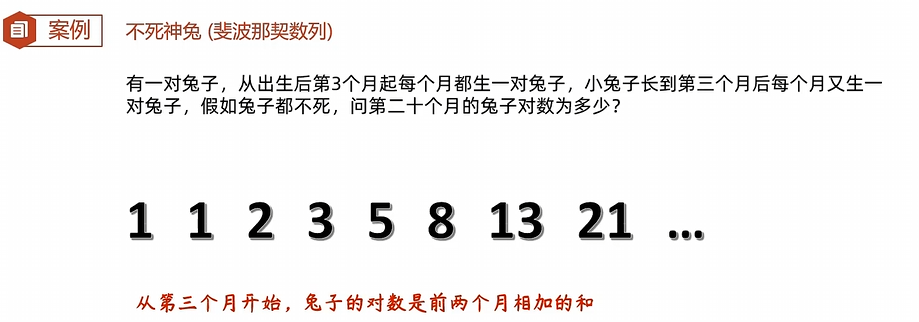 案例
不死神兔 (斐波那契数列)
有一对兔子，从出生后第3个月起每个月都生一对兔子，小兔子长到第三个月后每个月又生一
对兔子，假如兔子都不死，问第二十个月的兔子对数为多少？
1 1 2 3 5 8 13 21 ...
从第三个月开始，兔子的对数是前两个月相加的和